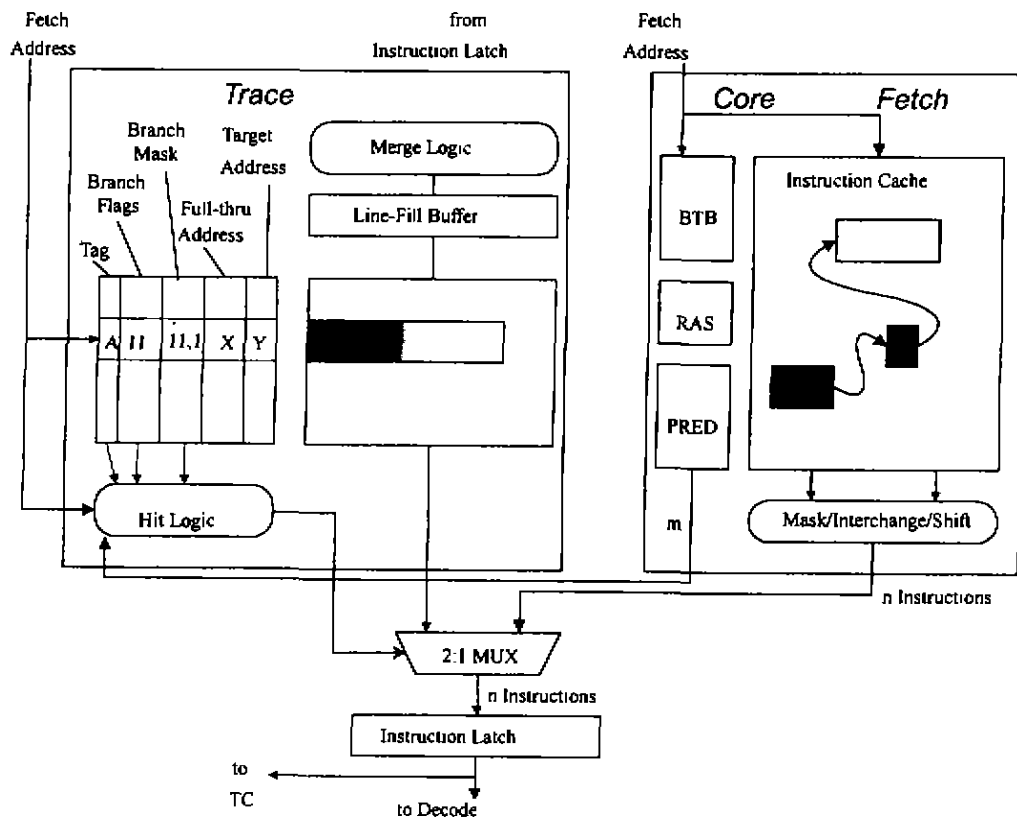 Fetch
Address
from
Instruction Latch
Fetch
Address
Trace
Core Fetch
Branch
Mask
Target
Address
Branch
Flags
Full-thru
Address
Tag
Merge Logic
Line-Fill Buffer
A 11 11,1 X Y
Hit Logic
BTB
RAS
PRED
Instruction Cache
m
Mask/Interchange/Shift
n Instructions
2:1 MUX
n Instructions
Instruction Latch
to
TC
to Decode